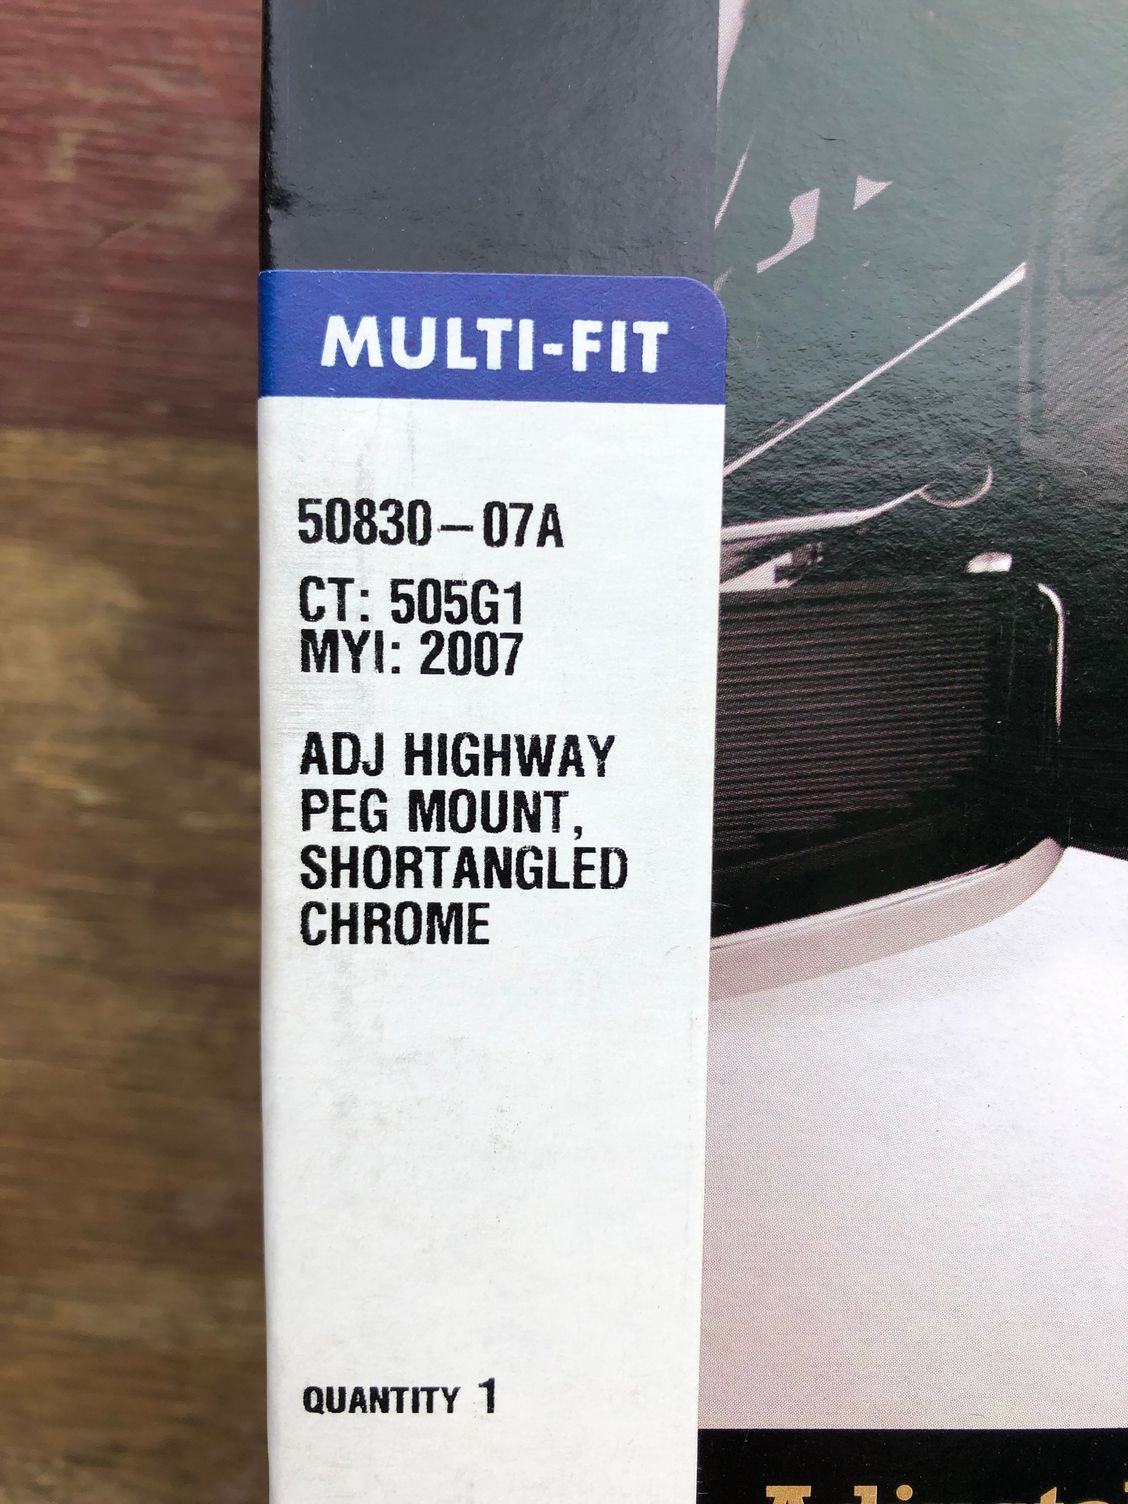 MULTI-FIT
50830-07A
CT: 505G1
MYI: 2007
ADJ HIGHWAY
PEG MOUNT,
SHORTANGLED
CHROME
QUANTITY 1